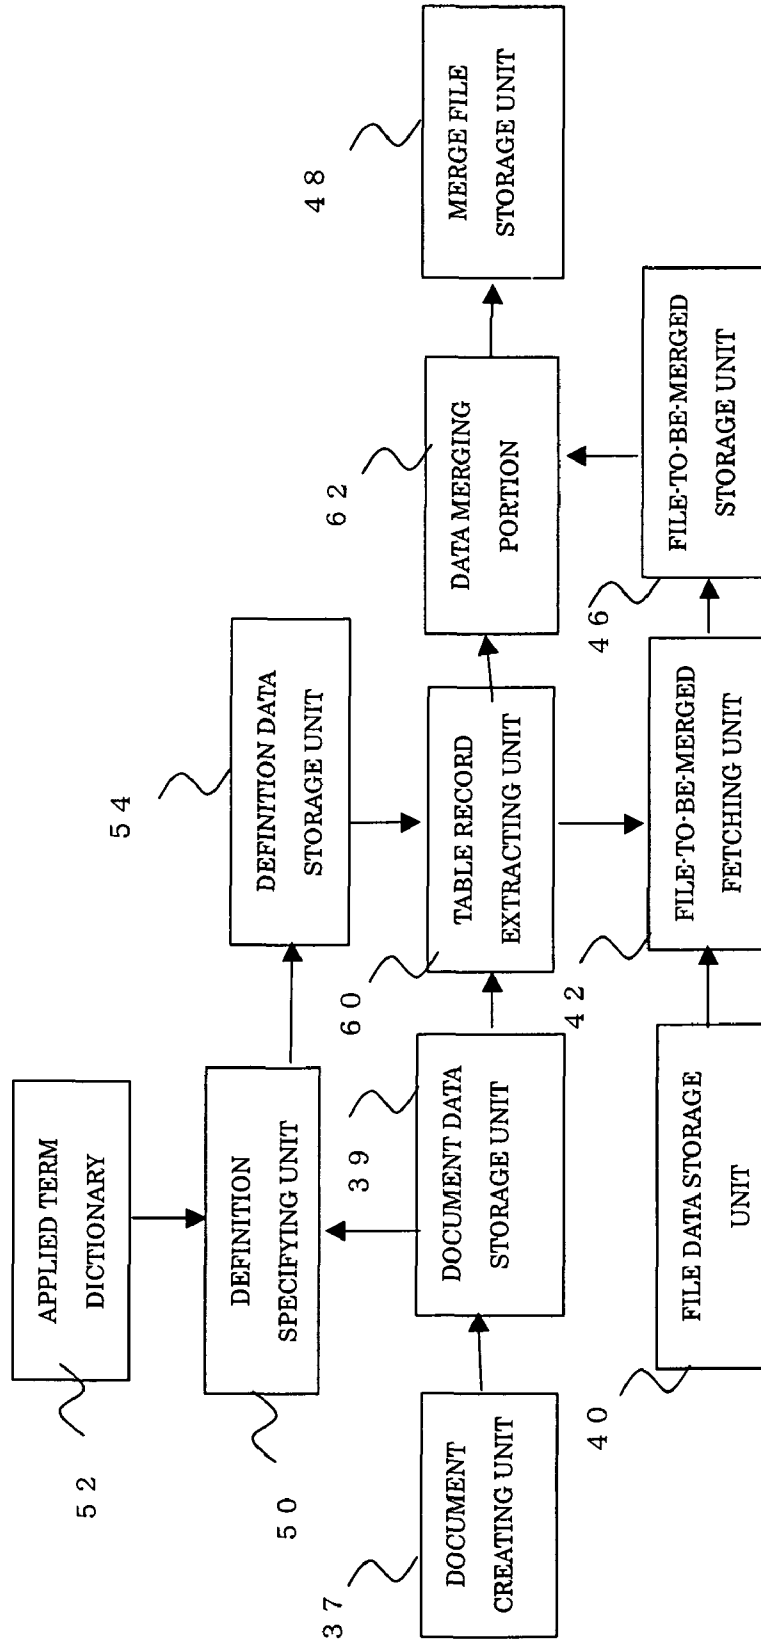 APPLIED TERM
DICTIONARY
52
DEFINITION
SPECIFYING UNIT
50
DEFINITION DATA
STORAGE UNIT
54
DOCUMENT
CREATING UNIT
37
DOCUMENT DATA
STORAGE UNIT
39
TABLE RECORD
EXTRACTING UNIT
60
DATA MERGING
PORTION
62
MERGE FILE
STORAGE UNIT
48
FILE DATA STORAGE
UNIT
40
FILE-TO-BE-MERGED
FETCHING UNIT
42
FILE-TO-BE-MERGED
STORAGE UNIT
46